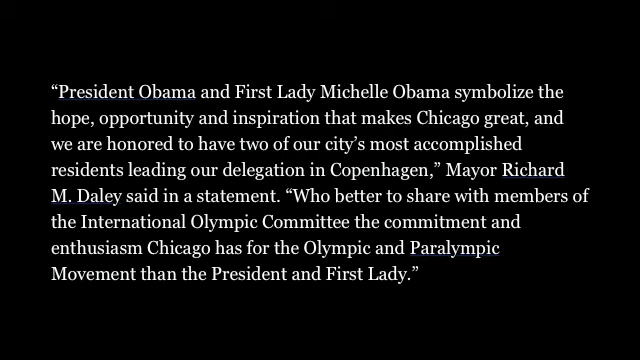 “President Obama and First Lady Michelle Obama symbolize the
hope, opportunity and inspiration that makes Chicago great, and
we are honored to have two of our city’s most accomplished
residents leading our delegation in Copenhagen,” Mayor Richard
M. Daley said in a statement. “Who better to share with members of
the International Olympic Committee the commitment and
enthusiasm Chicago has for the Olympic and Paralympic
Movement than the President and First Lady.”